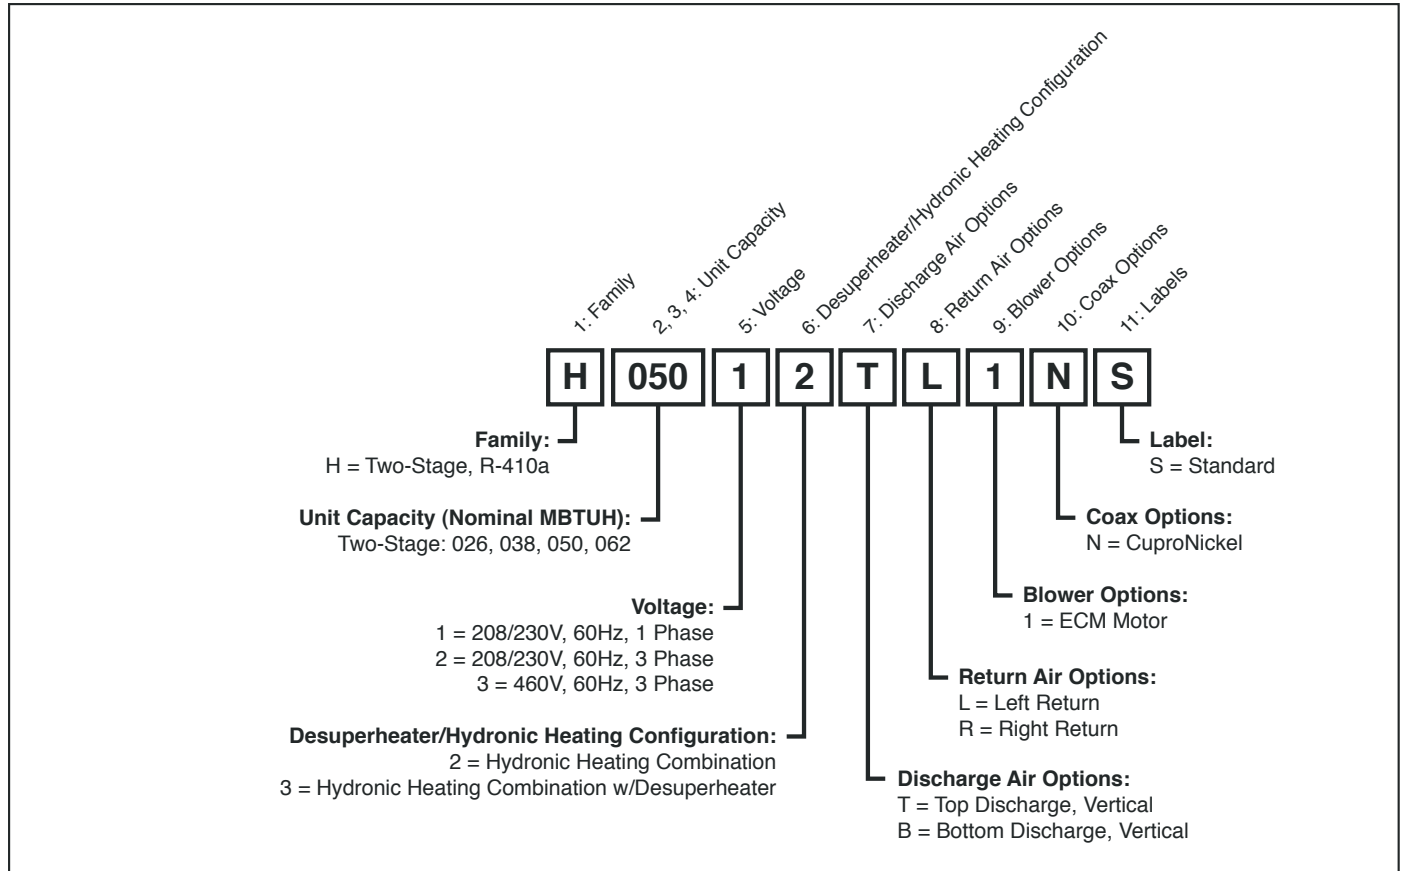 1: Family
2, 3, 4: Unit Capacity
5: Voltage
6: Desuperheater/Hydronic Heating Configuration
7: Discharge Air Options
8: Return Air Options
9: Blower Options
10: Coax Options
11: Labels
H 050 1 2 T L 1 N S
Family:
H = Two-Stage, R-410a
Unit Capacity (Nominal MBTUH):
Two-Stage: 026, 038, 050, 062
Voltage:
1 = 208/230V, 60Hz, 1 Phase
2 = 208/230V, 60Hz, 3 Phase
3 = 460V, 60Hz, 3 Phase
Desuperheater/Hydronic Heating Configuration:
2 = Hydronic Heating Combination
3 = Hydronic Heating Combination w/Desuperheater
Label:
S = Standard
Coax Options:
N = CuproNickel
Blower Options:
1 = ECM Motor
Return Air Options:
L = Left Return
R = Right Return
Discharge Air Options:
T = Top Discharge, Vertical
B = Bottom Discharge, Vertical